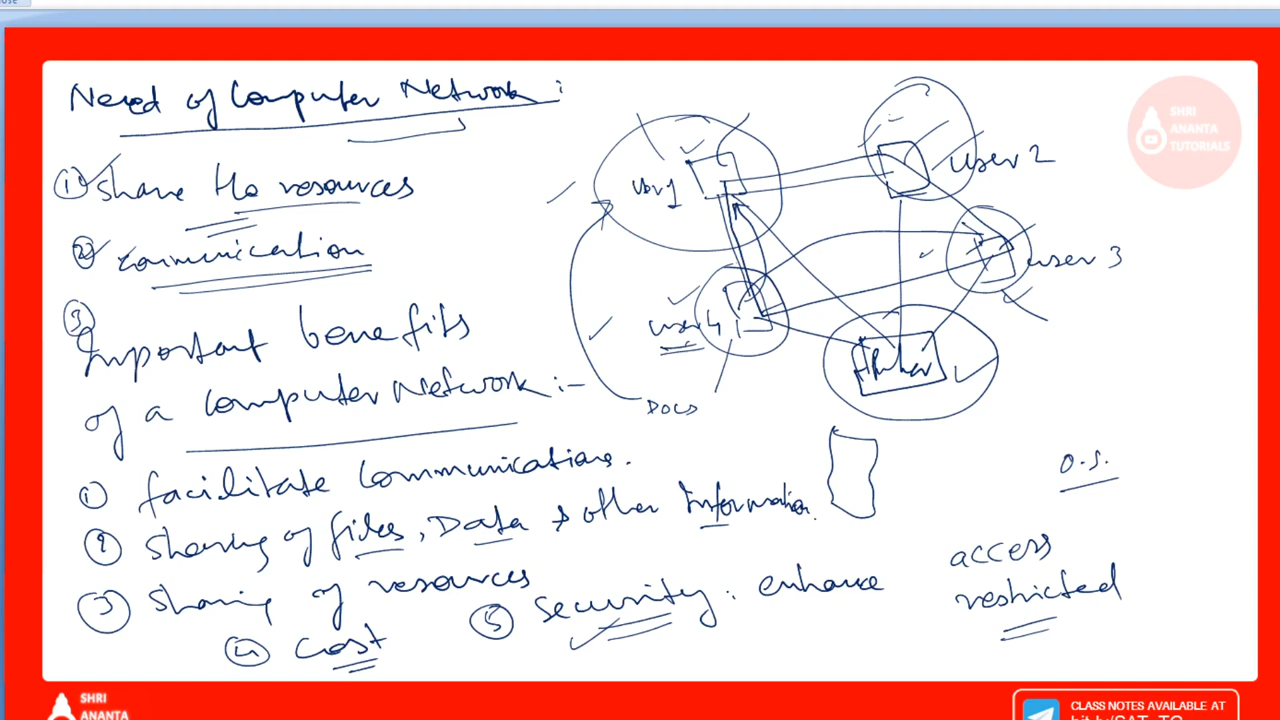 Need of Computer Network :
① share the resources
② communication
③
Important benefits
of a computer Network :-
① facilitate communications.
② sharing of files, Data & other Information.
③ sharing of resources
④ cost
⑤ security : enhance
access
restricted
O.S.
user 1
user 2
user 3
user 4
DOCS
SHRI
ANANTA
TUTORIALS
SHRI
ANANTA
CLASS NOTES AVAILABLE AT